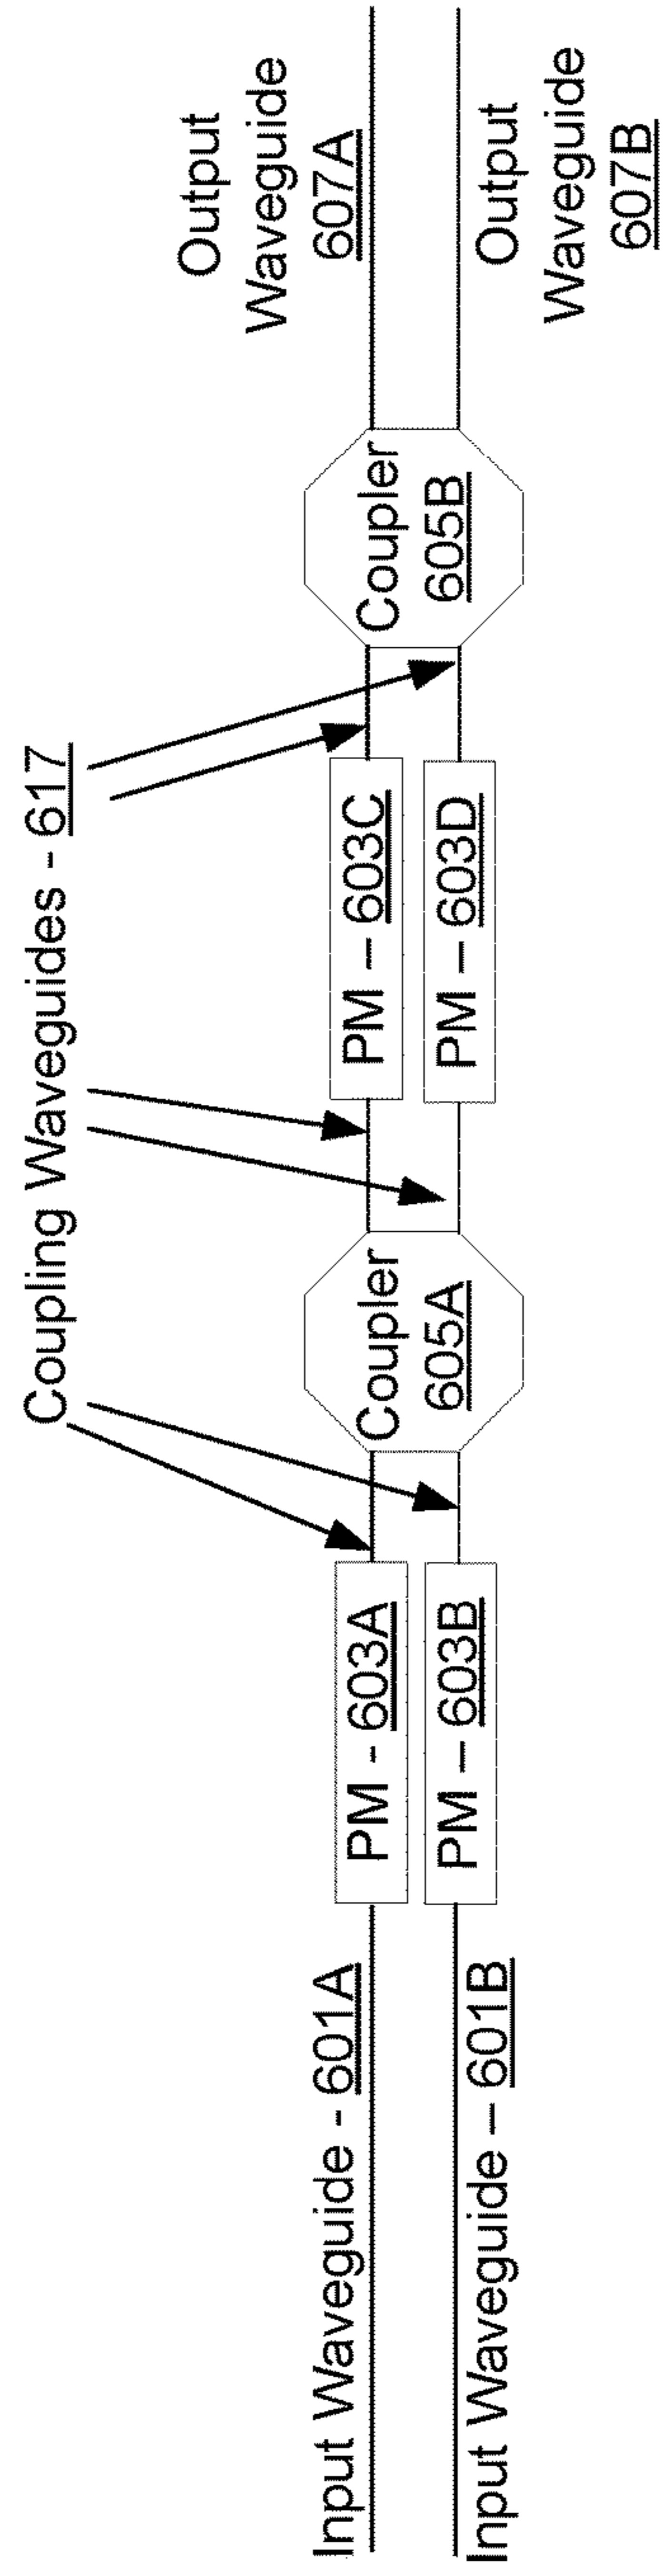 Coupling Waveguides - 617
Input Waveguide - 601A
PM - 603A
Coupler
605A
PM – 603C
Coupler
605B
Output
Waveguide
607A
Input Waveguide – 601B
PM – 603B
PM – 603D
Output
Waveguide
607B